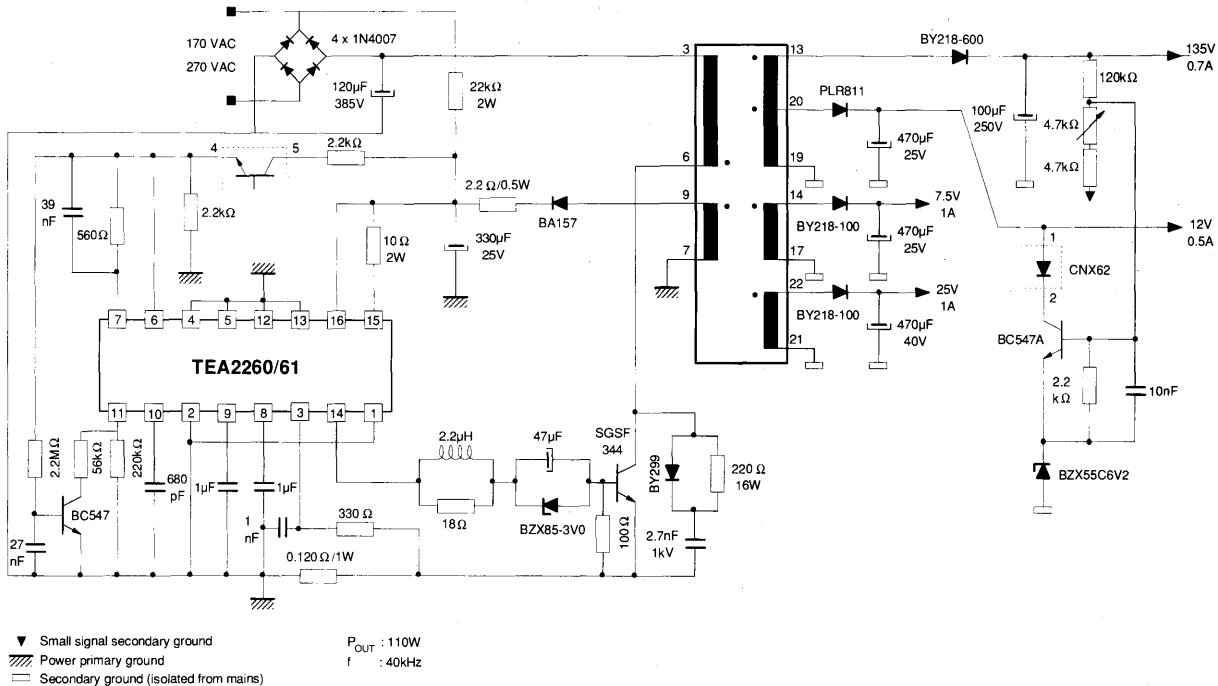 170 VAC
270 VAC
4 x 1N4007
120µF
385V
22kΩ
2W
3
13
BY218-600
135V
0.7A
120kΩ
PLR811
20
100µF
250V
4.7kΩ
4.7kΩ
470µF
25V
4
5
2.2kΩ
6
19
2.2 Ω/0.5W
9
14
7.5V
1A
39
nF
560Ω
2.2kΩ
BA157
BY218-100
10Ω
2W
330µF
25V
470µF
25V
12V
0.5A
1
CNX62
2
7
17
22
25V
1A
BY218-100
470µF
40V
21
BC547A
7
6
4
5
12
13
16
15
TEA2260/61
11
10
2
9
8
3
14
1
2.2
kΩ
10nF
2.2MΩ
56kΩ
220kΩ
680
pF
1µF
1µF
2.2µH
47µF
SGSF
344
BY299
220 Ω
16W
BZX55C6V2
BC547
18Ω
BZX85-3V0
100Ω
1
nF
330Ω
2.7nF
1kV
27
nF
0.120Ω/1W
Small signal secondary ground
Power primary ground
Secondary ground (isolated from mains)
POUT : 110W
f : 40kHz